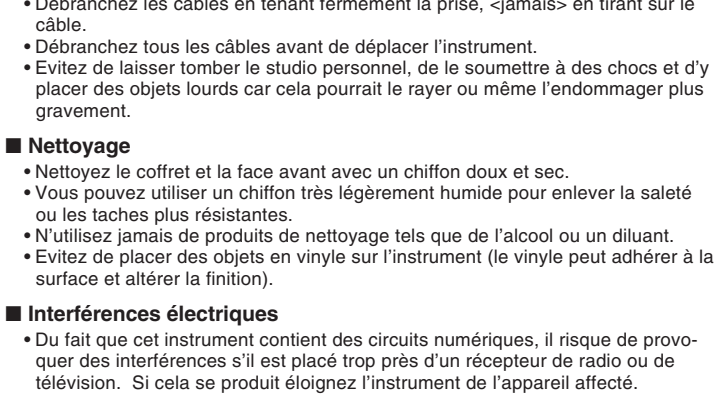 • Débranchez les câbles en tenant fermement la prise, <jamais> en tirant sur le
câble.
• Débranchez tous les câbles avant de déplacer l’instrument.
• Evitez de laisser tomber le studio personnel, de le soumettre à des chocs et d’y
placer des objets lourds car cela pourrait le rayer ou même l’endommager plus
gravement.
■ Nettoyage
• Nettoyez le coffret et la face avant avec un chiffon doux et sec.
• Vous pouvez utiliser un chiffon très légèrement humide pour enlever la saleté
ou les taches plus résistantes.
• N’utilisez jamais de produits de nettoyage tels que de l’alcool ou un diluant.
• Evitez de placer des objets en vinyle sur l’instrument (le vinyle peut adhérer à la
surface et altérer la finition).
■ Interférences électriques
• Du fait que cet instrument contient des circuits numériques, il risque de provo-
quer des interférences s’il est placé trop près d’un récepteur de radio ou de
télévision.  Si cela se produit éloignez l’instrument de l’appareil affecté.